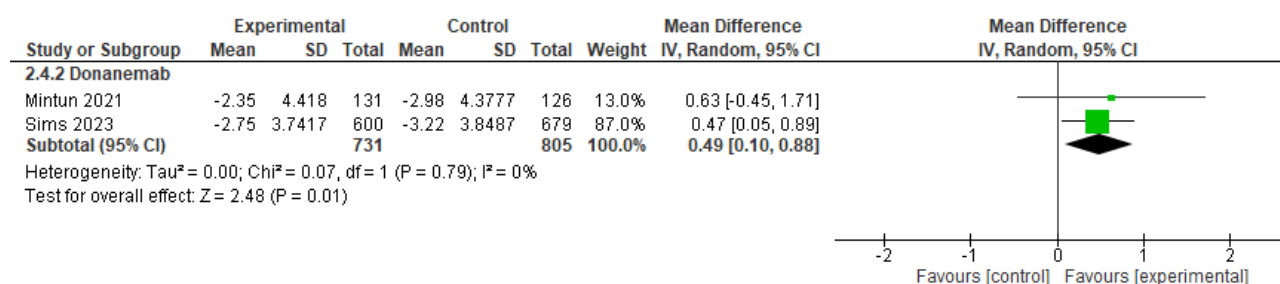 Experimental Control Mean Difference Mean Difference
Study or Subgroup Mean SD Total Mean SD Total Weight IV, Random, 95% CI IV, Random, 95% CI
2.4.2 Donanemab
Mintun 2021 -2.35 4.418 131 -2.98 4.3777 126 13.0% 0.63 [-0.45, 1.71]
Sims 2023 -2.75 3.7417 600 -3.22 3.8487 679 87.0% 0.47 [0.05, 0.89]
Subtotal (95% CI) 731 805 100.0% 0.49 [0.10, 0.88]
Heterogeneity: Tau² = 0.00; Chi² = 0.07, df = 1 (P = 0.79); I² = 0%
Test for overall effect: Z = 2.48 (P = 0.01)
-2 -1 0 1 2
Favours [control] Favours [experimental]